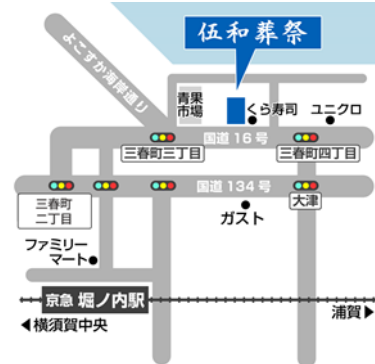 伍和葬祭
よこすか海岸通り
青果
市場
くら寿司
ユニクロ
国道16号
三春町三丁目
三春町四丁目
国道134号
三春町
二丁目
大津
ガスト
ファミリー
マート
京急 堀ノ内駅
横須賀中央
浦賀